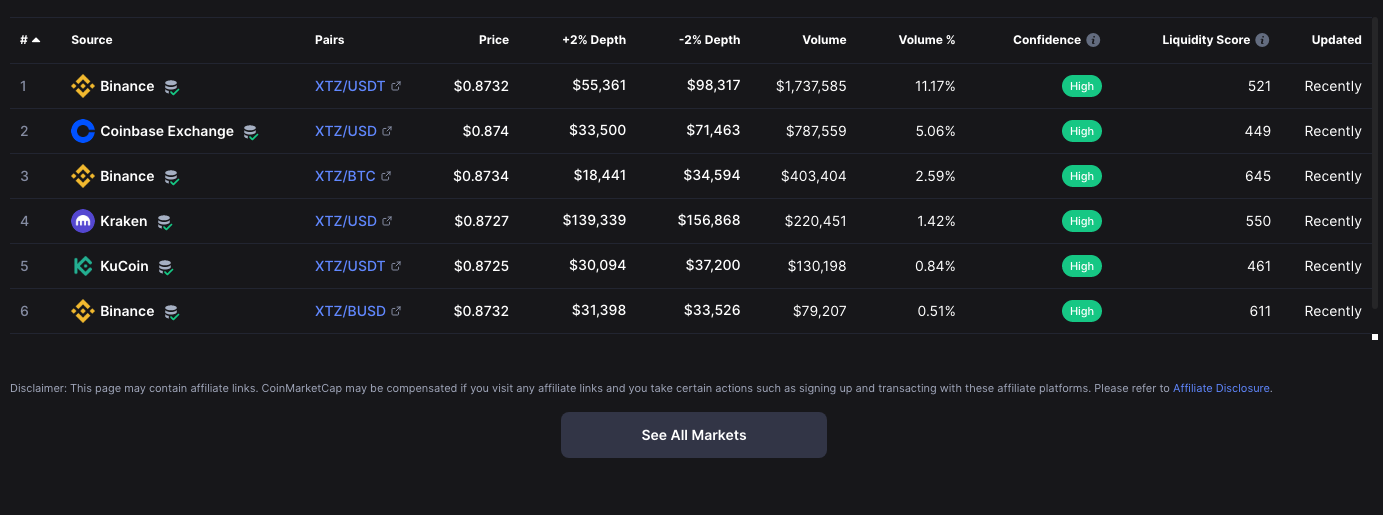 # Source Pairs Price +2% Depth -2% Depth Volume Volume % Confidence Liquidity Score Updated
1 Binance XTZ/USDT $0.8732 $55,361 $98,317 $1,737,585 11.17% High 521 Recently
2 Coinbase Exchange XTZ/USD $0.874 $33,500 $71,463 $787,559 5.06% High 449 Recently
3 Binance XTZ/BTC $0.8734 $18,441 $34,594 $403,404 2.59% High 645 Recently
4 Kraken XTZ/USD $0.8727 $139,339 $156,868 $220,451 1.42% High 550 Recently
5 KuCoin XTZ/USDT $0.8725 $30,094 $37,200 $130,198 0.84% High 461 Recently
6 Binance XTZ/BUSD $0.8732 $31,398 $33,526 $79,207 0.51% High 611 Recently
Disclaimer: This page may contain affiliate links. CoinMarketCap may be compensated if you visit any affiliate links and you take certain actions such as signing up and transacting with these affiliate platforms. Please refer to Affiliate Disclosure.
See All Markets